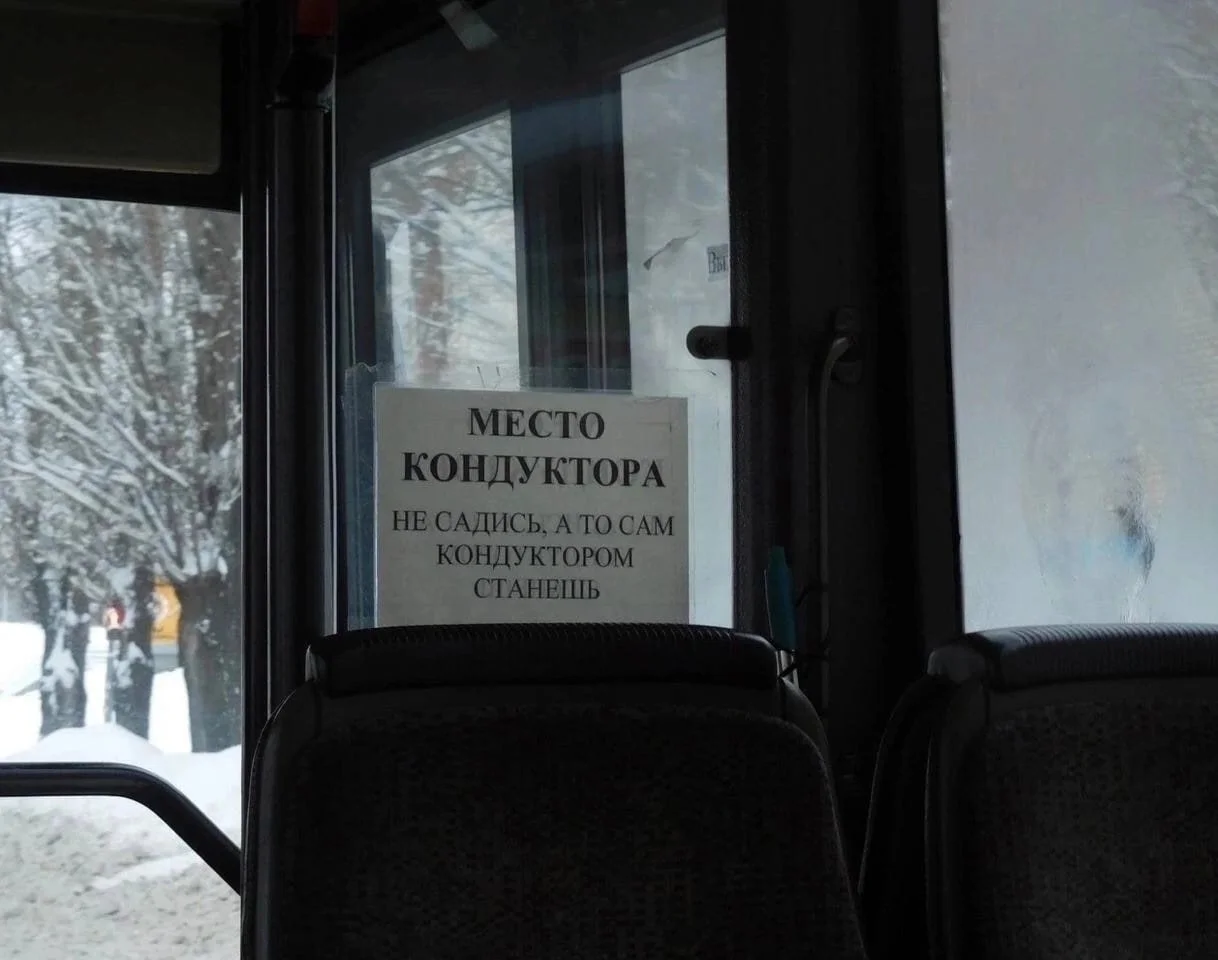 МЕСТО
КОНДУКТОРА
НЕ САДИСЬ, А ТО САМ
КОНДУКТОРОМ
СТАНЕШЬ